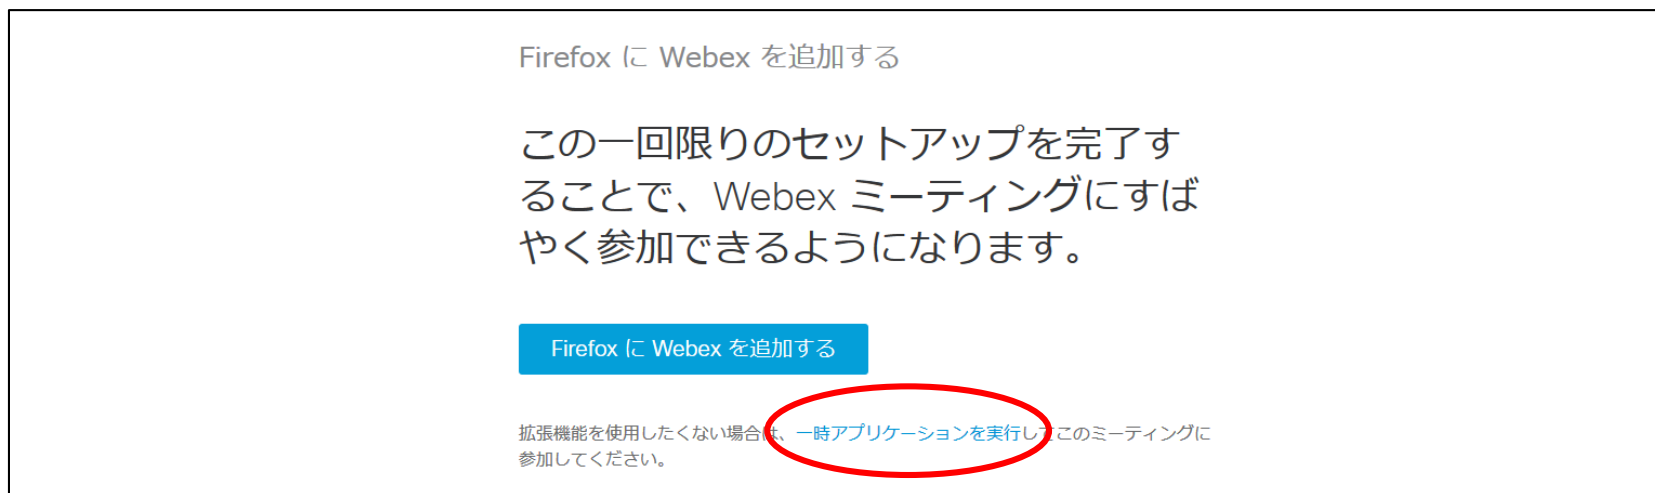 Firefox に Webex を追加する
この一回限りのセットアップを完了す
ることで、Webex ミーティングにすば
やく参加できるようになります。
Firefox に Webex を追加する
拡張機能を使用したくない場合は、一時アプリケーションを実行してこのミーティングに
参加してください。